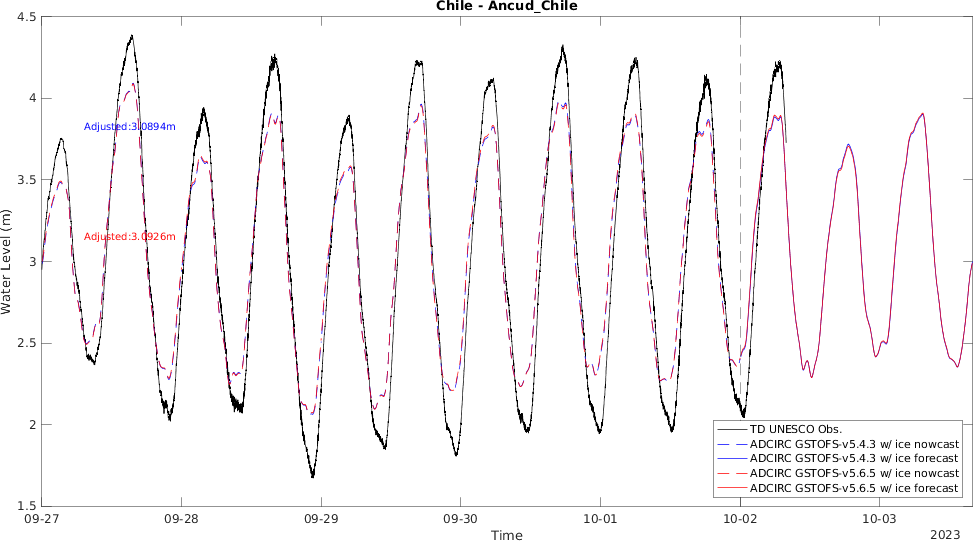 Chile - Ancud_Chile
4.5
4
3.5
3
2.5
2
1.5
Water Level (m)
Adjusted:3.0894m
Adjusted:3.0926m
TD UNESCO Obs.
ADCIRC GSTOFS-v5.4.3 w/ ice nowcast
ADCIRC GSTOFS-v5.4.3 w/ ice forecast
ADCIRC GSTOFS-v5.6.5 w/ ice nowcast
ADCIRC GSTOFS-v5.6.5 w/ ice forecast
09-27 09-28 09-29 09-30 10-01 10-02 10-03
Time
2023